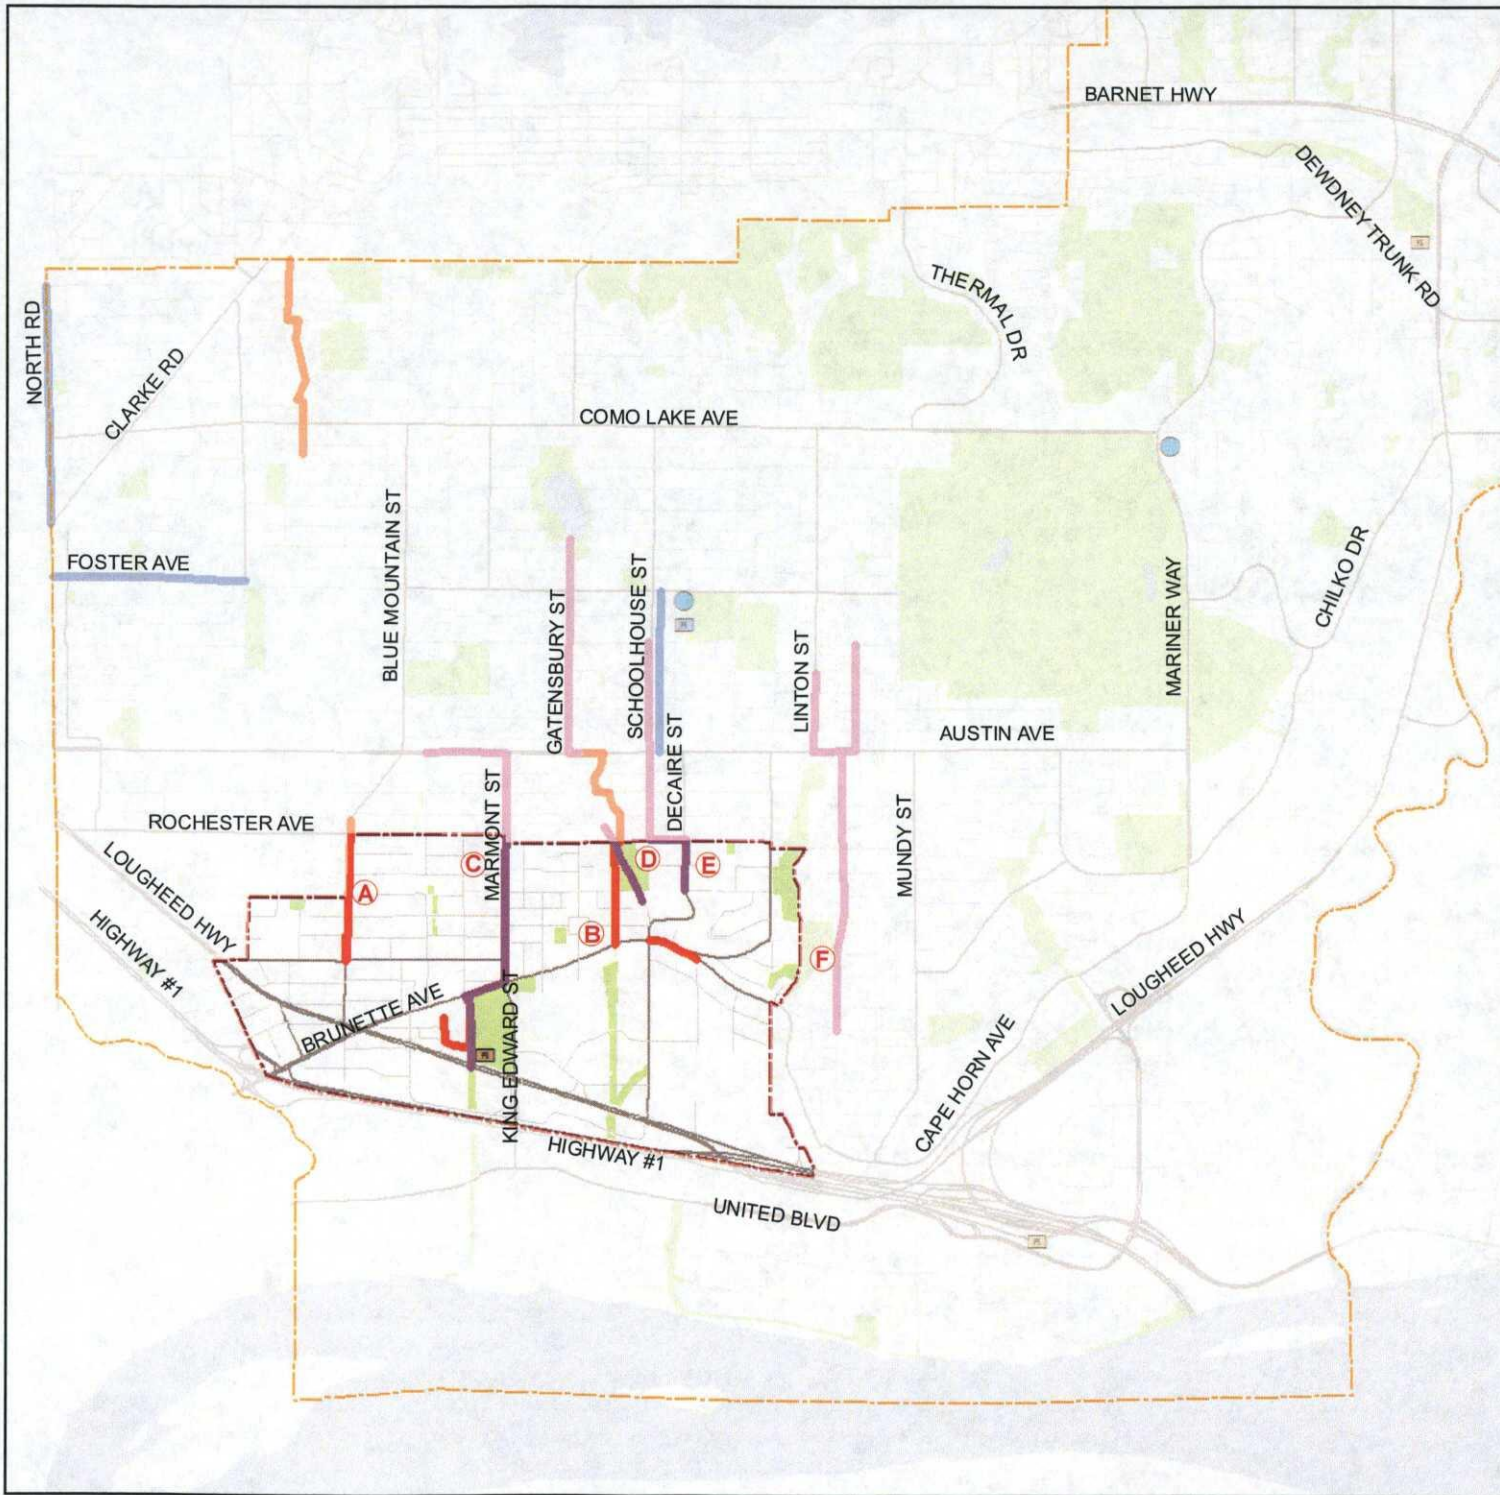 BARNET HWY
DEWDNEY TRUNK RD
THERMAL DR
NORTH RD
CLARKE RD
COMO LAKE AVE
BLUE MOUNTAIN ST
FOSTER AVE
GATENSBURY ST
SCHOOLHOUSE ST
LINTON ST
MARINER WAY
CHILKO DR
AUSTIN AVE
DECAIRE ST
MARMONT ST
MUNDY ST
ROCHESTER AVE
LOUGHEED HWY
HIGHWAY #1
A
C
D
E
B
F
BRUNETTE AVE
KING EDWARD ST
LOUGHEED HWY
CAPE HORN AVE
HIGHWAY #1
UNITED BLVD